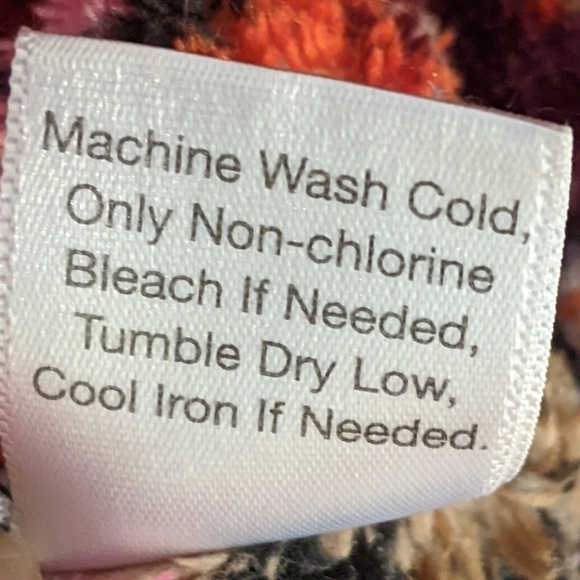 Machine Wash Cold,
Only Non-chlorine
Bleach If Needed,
Tumble Dry Low,
Cool Iron If Needed.